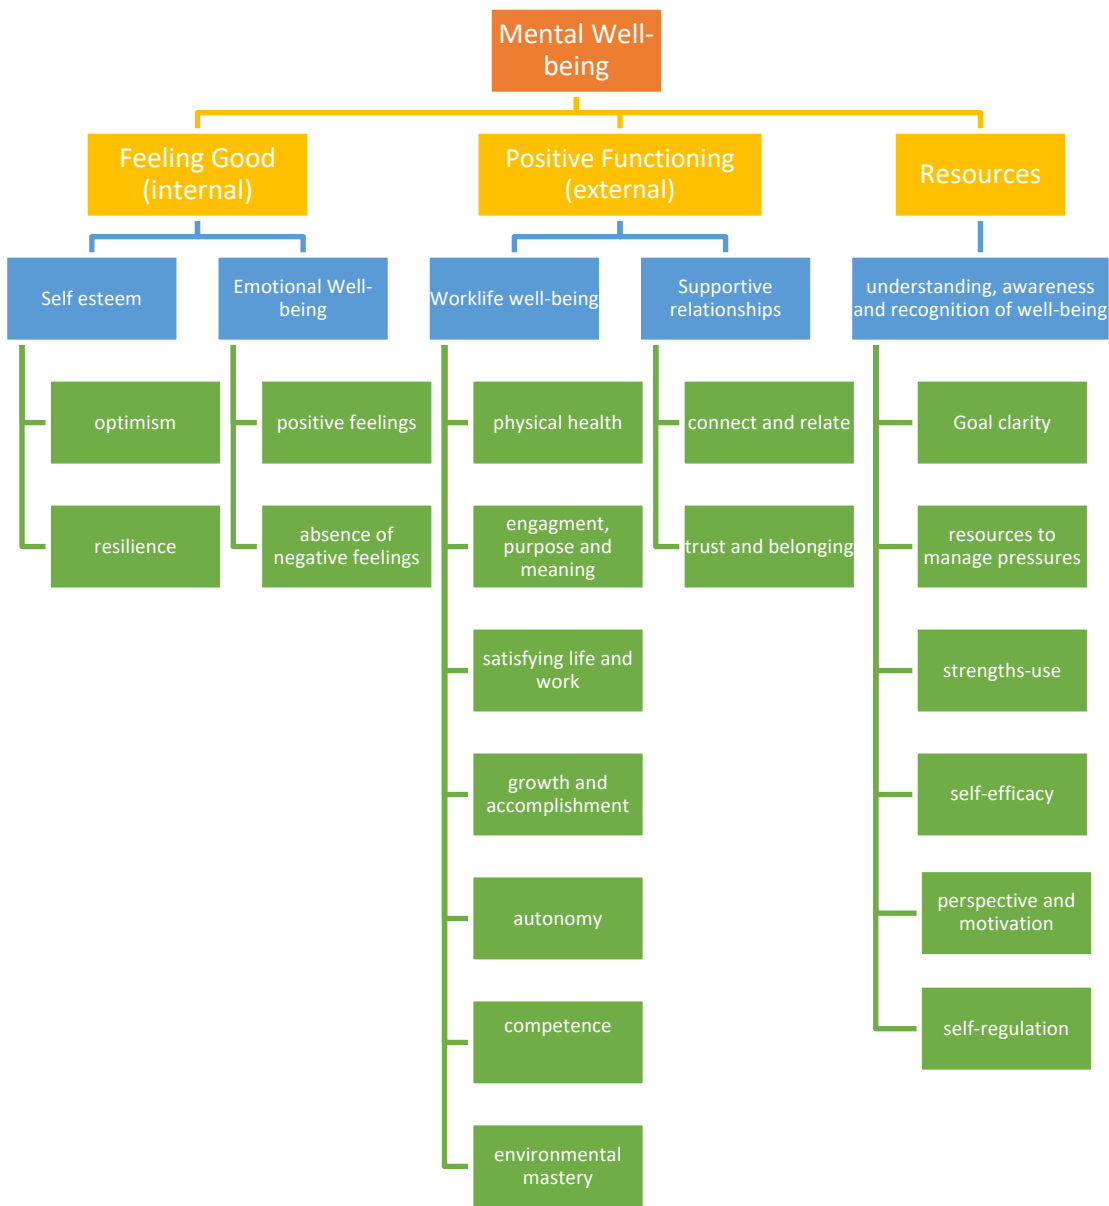 Mental Well-
being
Feeling Good
(internal)
Positive Functioning
(external)
Resources
Self esteem
Emotional Well-
being
Worklife well-being
Supportive
relationships
understanding, awareness
and recognition of well-being
optimism
resilience
positive feelings
absence of
negative feelings
physical health
engagment,
purpose and
meaning
satisfying life and
work
growth and
accomplishment
autonomy
competence
environmental
mastery
connect and relate
trust and belonging
Goal clarity
resources to
manage pressures
strengths-use
self-efficacy
perspective and
motivation
self-regulation